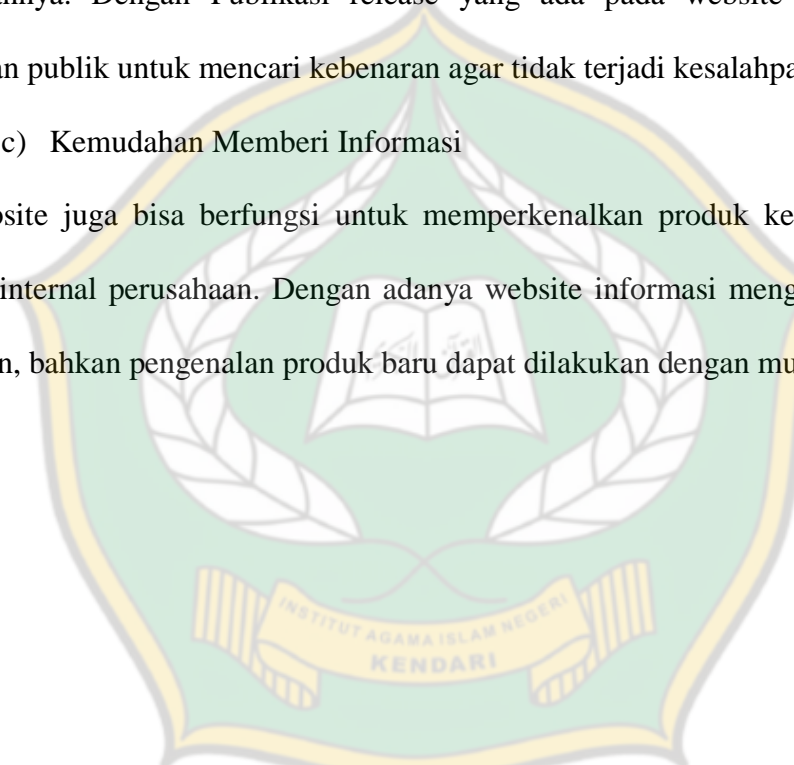 nnya. Dengan Publikasi release yang ada pada website
an publik untuk mencari kebenaran agar tidak terjadi kesalahpa
c) Kemudahan Memberi Informasi
site juga bisa berfungsi untuk memperkenalkan produk ke
internal perusahaan. Dengan adanya website informasi meng
n, bahkan pengenalan produk baru dapat dilakukan dengan mu
INSTITUT AGAMA ISLAM NEGERI
KENDARI